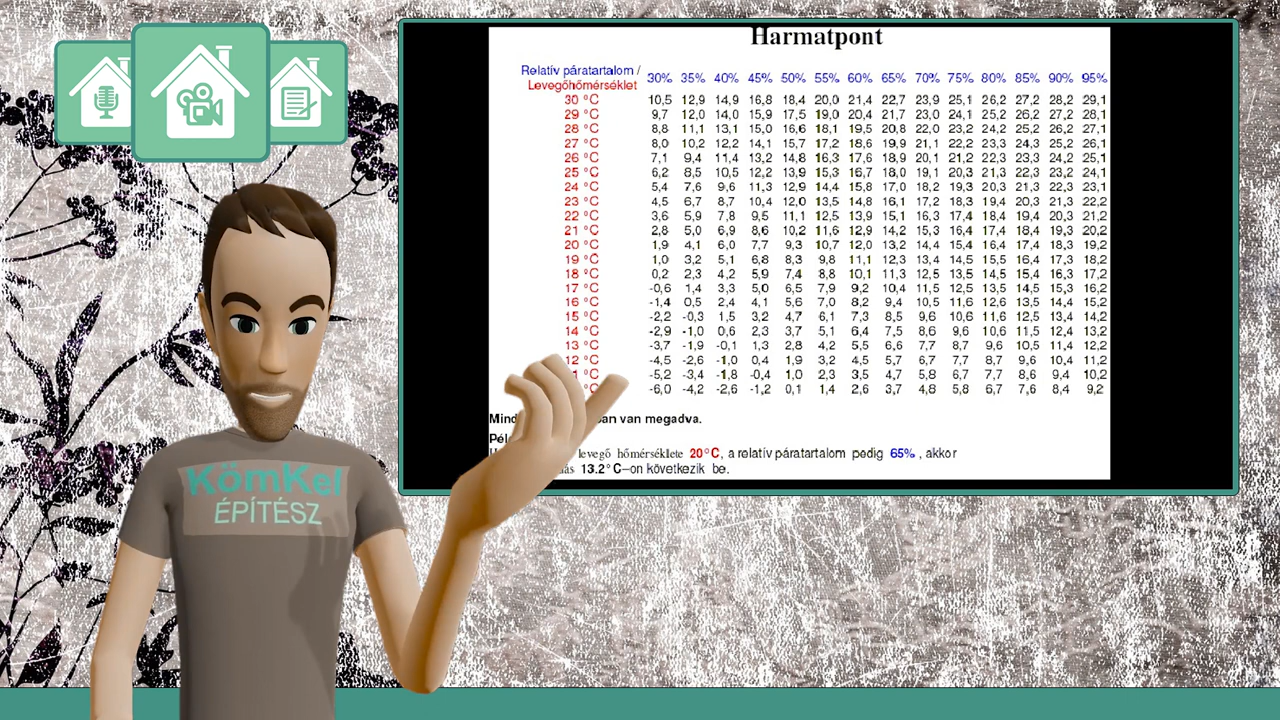 Harmatpont
Relatív páratartalom / 30% 35% 40% 45% 50% 55% 60% 65% 70% 75% 80% 85% 90% 95%
Levegőhőmérséklet
30 °C 10,5 12,9 14,9 16,8 18,4 20,0 21,4 22,7 23,9 25,1 26,2 27,2 28,2 29,1
29 °C 9,7 12,0 14,0 15,9 17,5 19,0 20,4 21,7 23,0 24,1 25,2 26,2 27,2 28,1
28 °C 8,8 11,1 13,1 15,0 16,6 18,1 19,5 20,8 22,0 23,2 24,2 25,2 26,2 27,1
27 °C 8,0 10,2 12,2 14,1 15,7 17,2 18,6 19,9 21,1 22,2 23,3 24,3 25,2 26,1
26 °C 7,1 9,4 11,4 13,2 14,8 16,3 17,6 18,9 20,1 21,2 22,3 23,3 24,2 25,1
25 °C 6,2 8,5 10,5 12,2 13,9 15,3 16,7 18,0 19,1 20,3 21,3 22,3 23,2 24,1
24 °C 5,4 7,6 9,6 11,3 12,9 14,4 15,8 17,0 18,2 19,3 20,3 21,3 22,3 23,1
23 °C 4,5 6,7 8,7 10,4 12,0 13,5 14,8 16,1 17,2 18,3 19,4 20,3 21,3 22,2
22 °C 3,6 5,9 7,8 9,5 11,1 12,5 13,9 15,1 16,3 17,4 18,4 19,4 20,3 21,2
21 °C 2,8 5,0 6,9 8,6 10,2 11,6 12,9 14,2 15,3 16,4 17,4 18,4 19,3 20,2
20 °C 1,9 4,1 6,0 7,7 9,3 10,7 12,0 13,2 14,4 15,4 16,4 17,4 18,3 19,2
19 °C 1,0 3,2 5,1 6,8 8,3 9,8 11,1 12,3 13,4 14,5 15,5 16,4 17,3 18,2
18 °C 0,2 2,3 4,2 5,9 7,4 8,8 10,1 11,3 12,5 13,5 14,5 15,4 16,3 17,2
17 °C -0,6 1,4 3,3 5,0 6,5 7,9 9,2 10,4 11,5 12,5 13,5 14,5 15,3 16,2
16 °C -1,4 0,5 2,4 4,1 5,6 7,0 8,2 9,4 10,5 11,6 12,6 13,5 14,4 15,2
15 °C -2,2 -0,3 1,5 3,2 4,7 6,1 7,3 8,5 9,6 10,6 11,6 12,5 13,4 14,2
14 °C -2,9 -1,0 0,6 2,3 3,7 5,1 6,4 7,5 8,6 9,6 10,6 11,5 12,4 13,2
13 °C -3,7 -1,9 -0,1 1,3 2,8 4,2 5,5 6,6 7,7 8,7 9,6 10,5 11,4 12,2
12 °C -4,5 -2,6 -1,0 0,4 1,9 3,2 4,5 5,7 6,7 7,7 8,7 9,6 10,4 11,2
°C -5,2 -3,4 -1,8 -0,4 1,0 2,3 3,5 4,7 5,8 6,7 7,7 8,6 9,4 10,2
°C -6,0 -4,2 -2,6 -1,2 0,1 1,4 2,6 3,7 4,8 5,8 6,7 7,6 8,4 9,2
van megadva.
levegő hőmérséklete 20°C, a relatív páratartalom pedig 65% , akkor
13.2°C–on következik be.
KömKel
ÉPÍTÉSZ